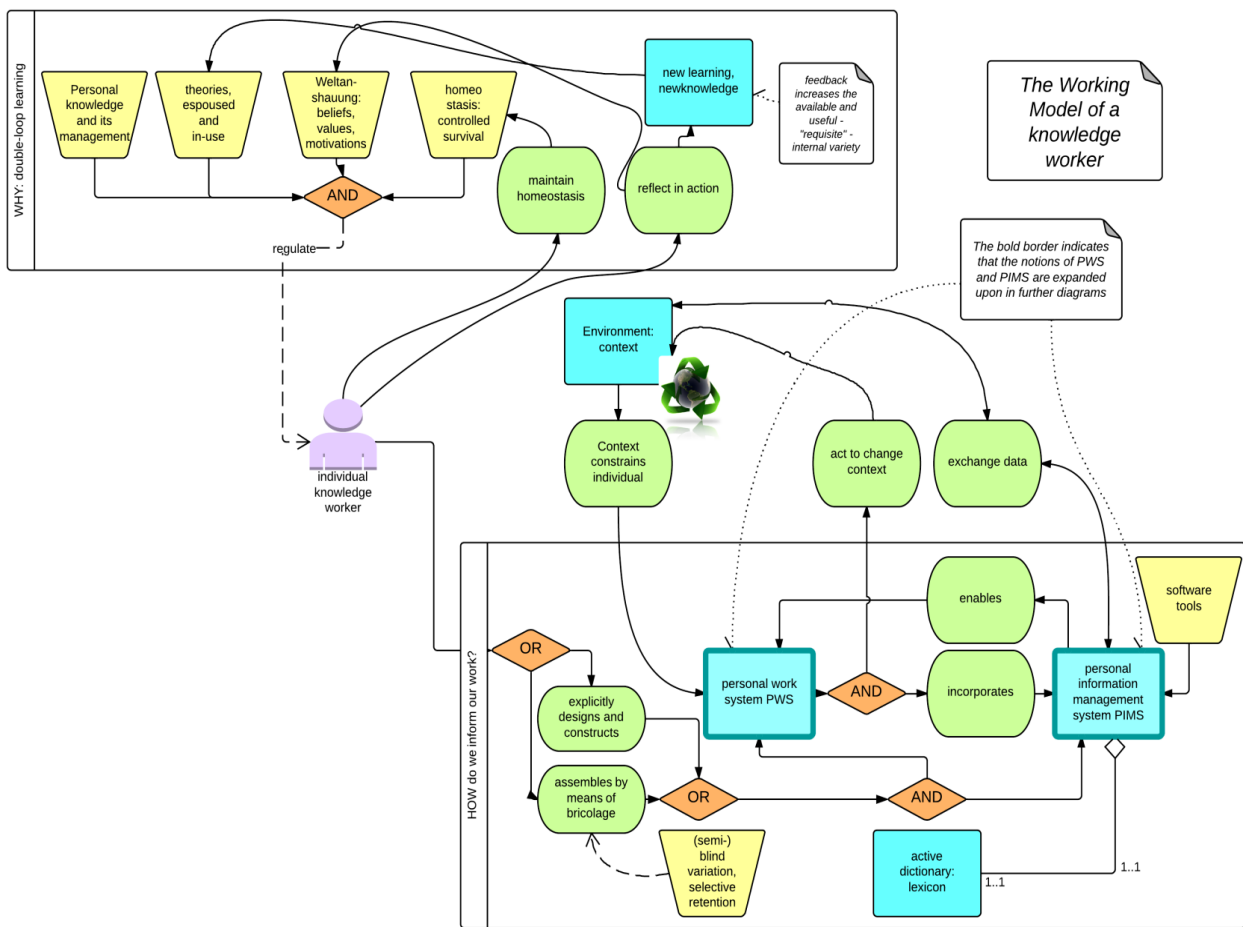 WHY: double-loop learning
Personal
knowledge
and its
management
theories,
espoused
and
in-use
Weltan-
shauung:
beliefs,
values,
motivations
homeo
stasis:
controlled
survival
new learning,
newknowledge
feedback
increases the
available and
useful -
"requisite" -
internal variety
The Working
Model of a
knowledge
worker
AND
maintain
homeostasis
reflect in action
regulate
The bold border indicates
that the notions of PWS
and PIMS are expanded
upon in further diagrams
Environment:
context
individual
knowledge
worker
Context
constrains
individual
act to change
context
exchange data
HOW do we inform our work?
enables
software
tools
OR
personal work
system PWS
AND
incorporates
personal
information
management
system PIMS
explicitly
designs and
constructs
assembles by
means of
bricolage
OR
AND
(semi-)
blind
variation,
selective
retention
active
dictionary:
lexicon
1..1
1..1